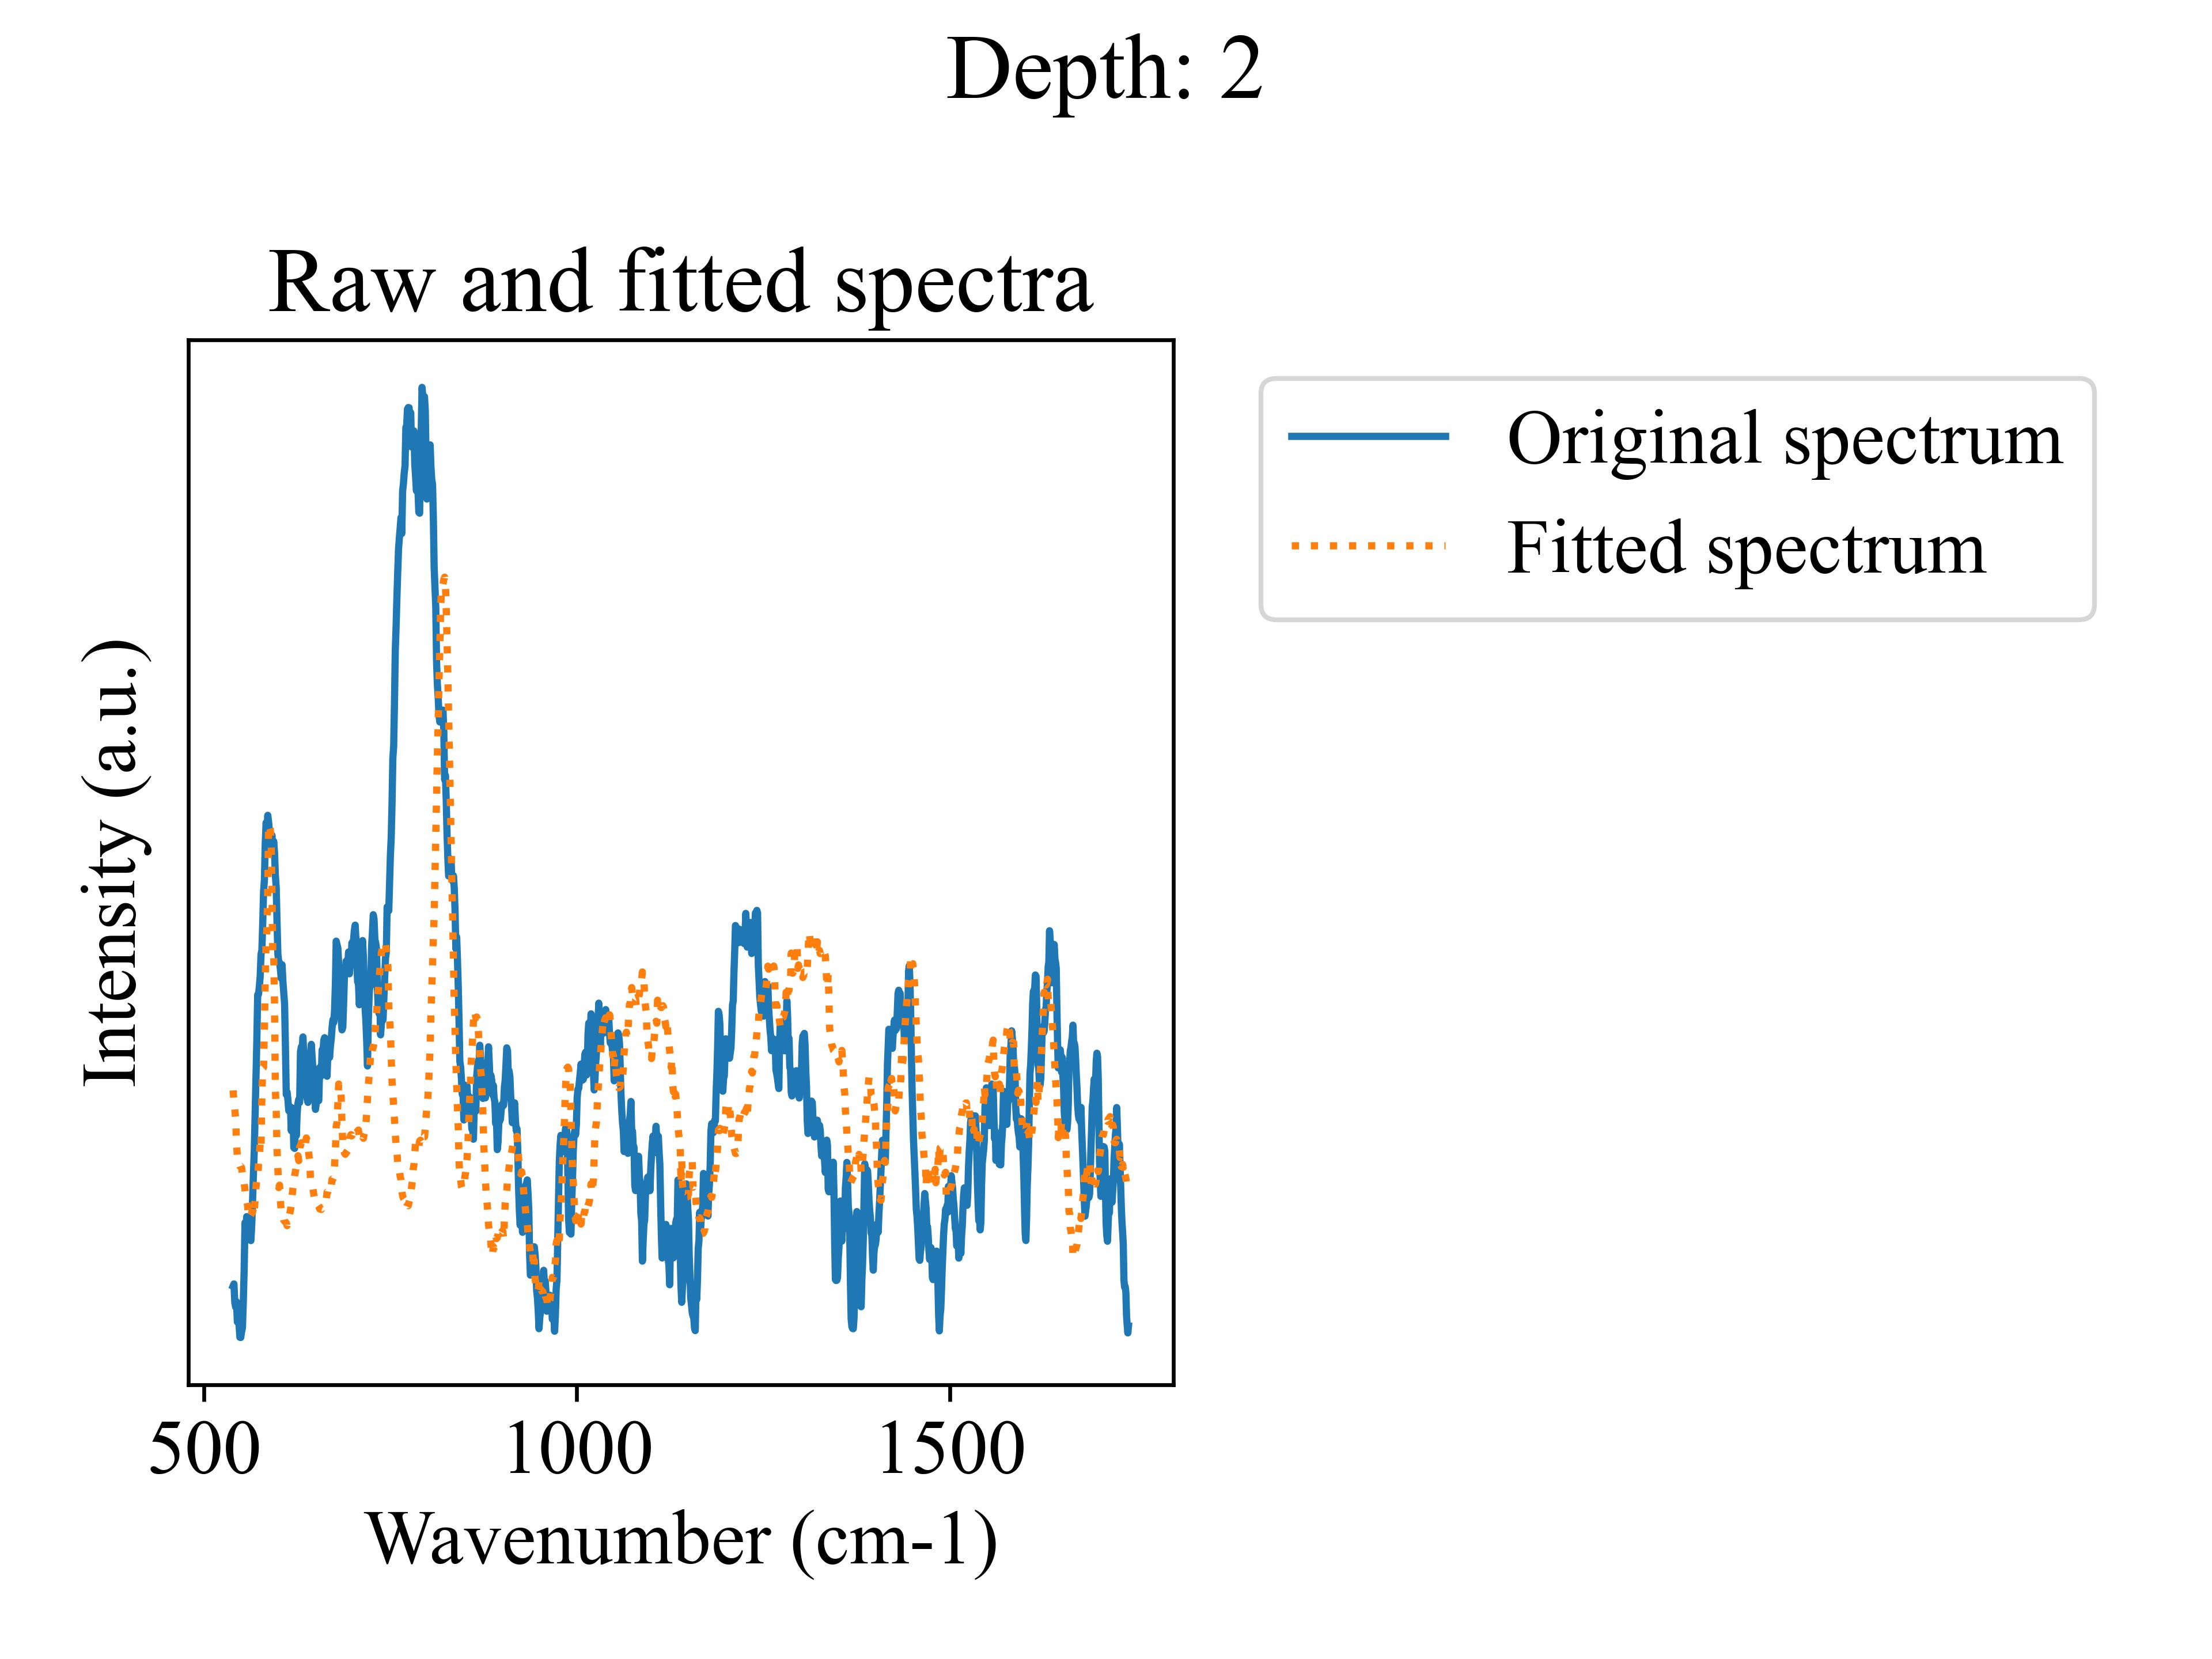 Depth: 2
Raw and fitted spectra
Original spectrum
Fitted spectrum
Intensity (a.u.)
500 1000 1500
Wavenumber (cm-1)